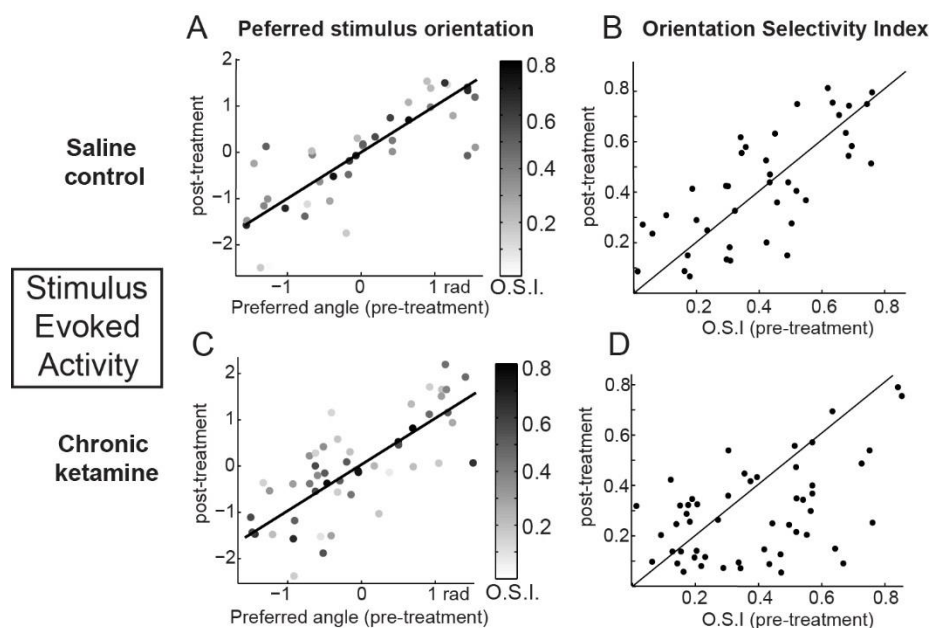 A Peferred stimulus orientation
B Orientation Selectivity Index
Saline
control
post-treatment
2
1
0
−1
−2
−1
0
1 rad
Preferred angle (pre-treatment)
0.8
0.6
0.4
0.2
O.S.I.
post-treatment
0.8
0.6
0.4
0.2
0.2
0.4
0.6
0.8
O.S.I (pre-treatment)
Stimulus
Evoked
Activity
C
D
Chronic
ketamine
post-treatment
2
1
0
−1
−2
−1
0
1 rad
Preferred angle (pre-treatment)
0.8
0.6
0.4
0.2
O.S.I.
post-treatment
0.8
0.6
0.4
0.2
0.2
0.4
0.6
0.8
O.S.I (pre-treatment)